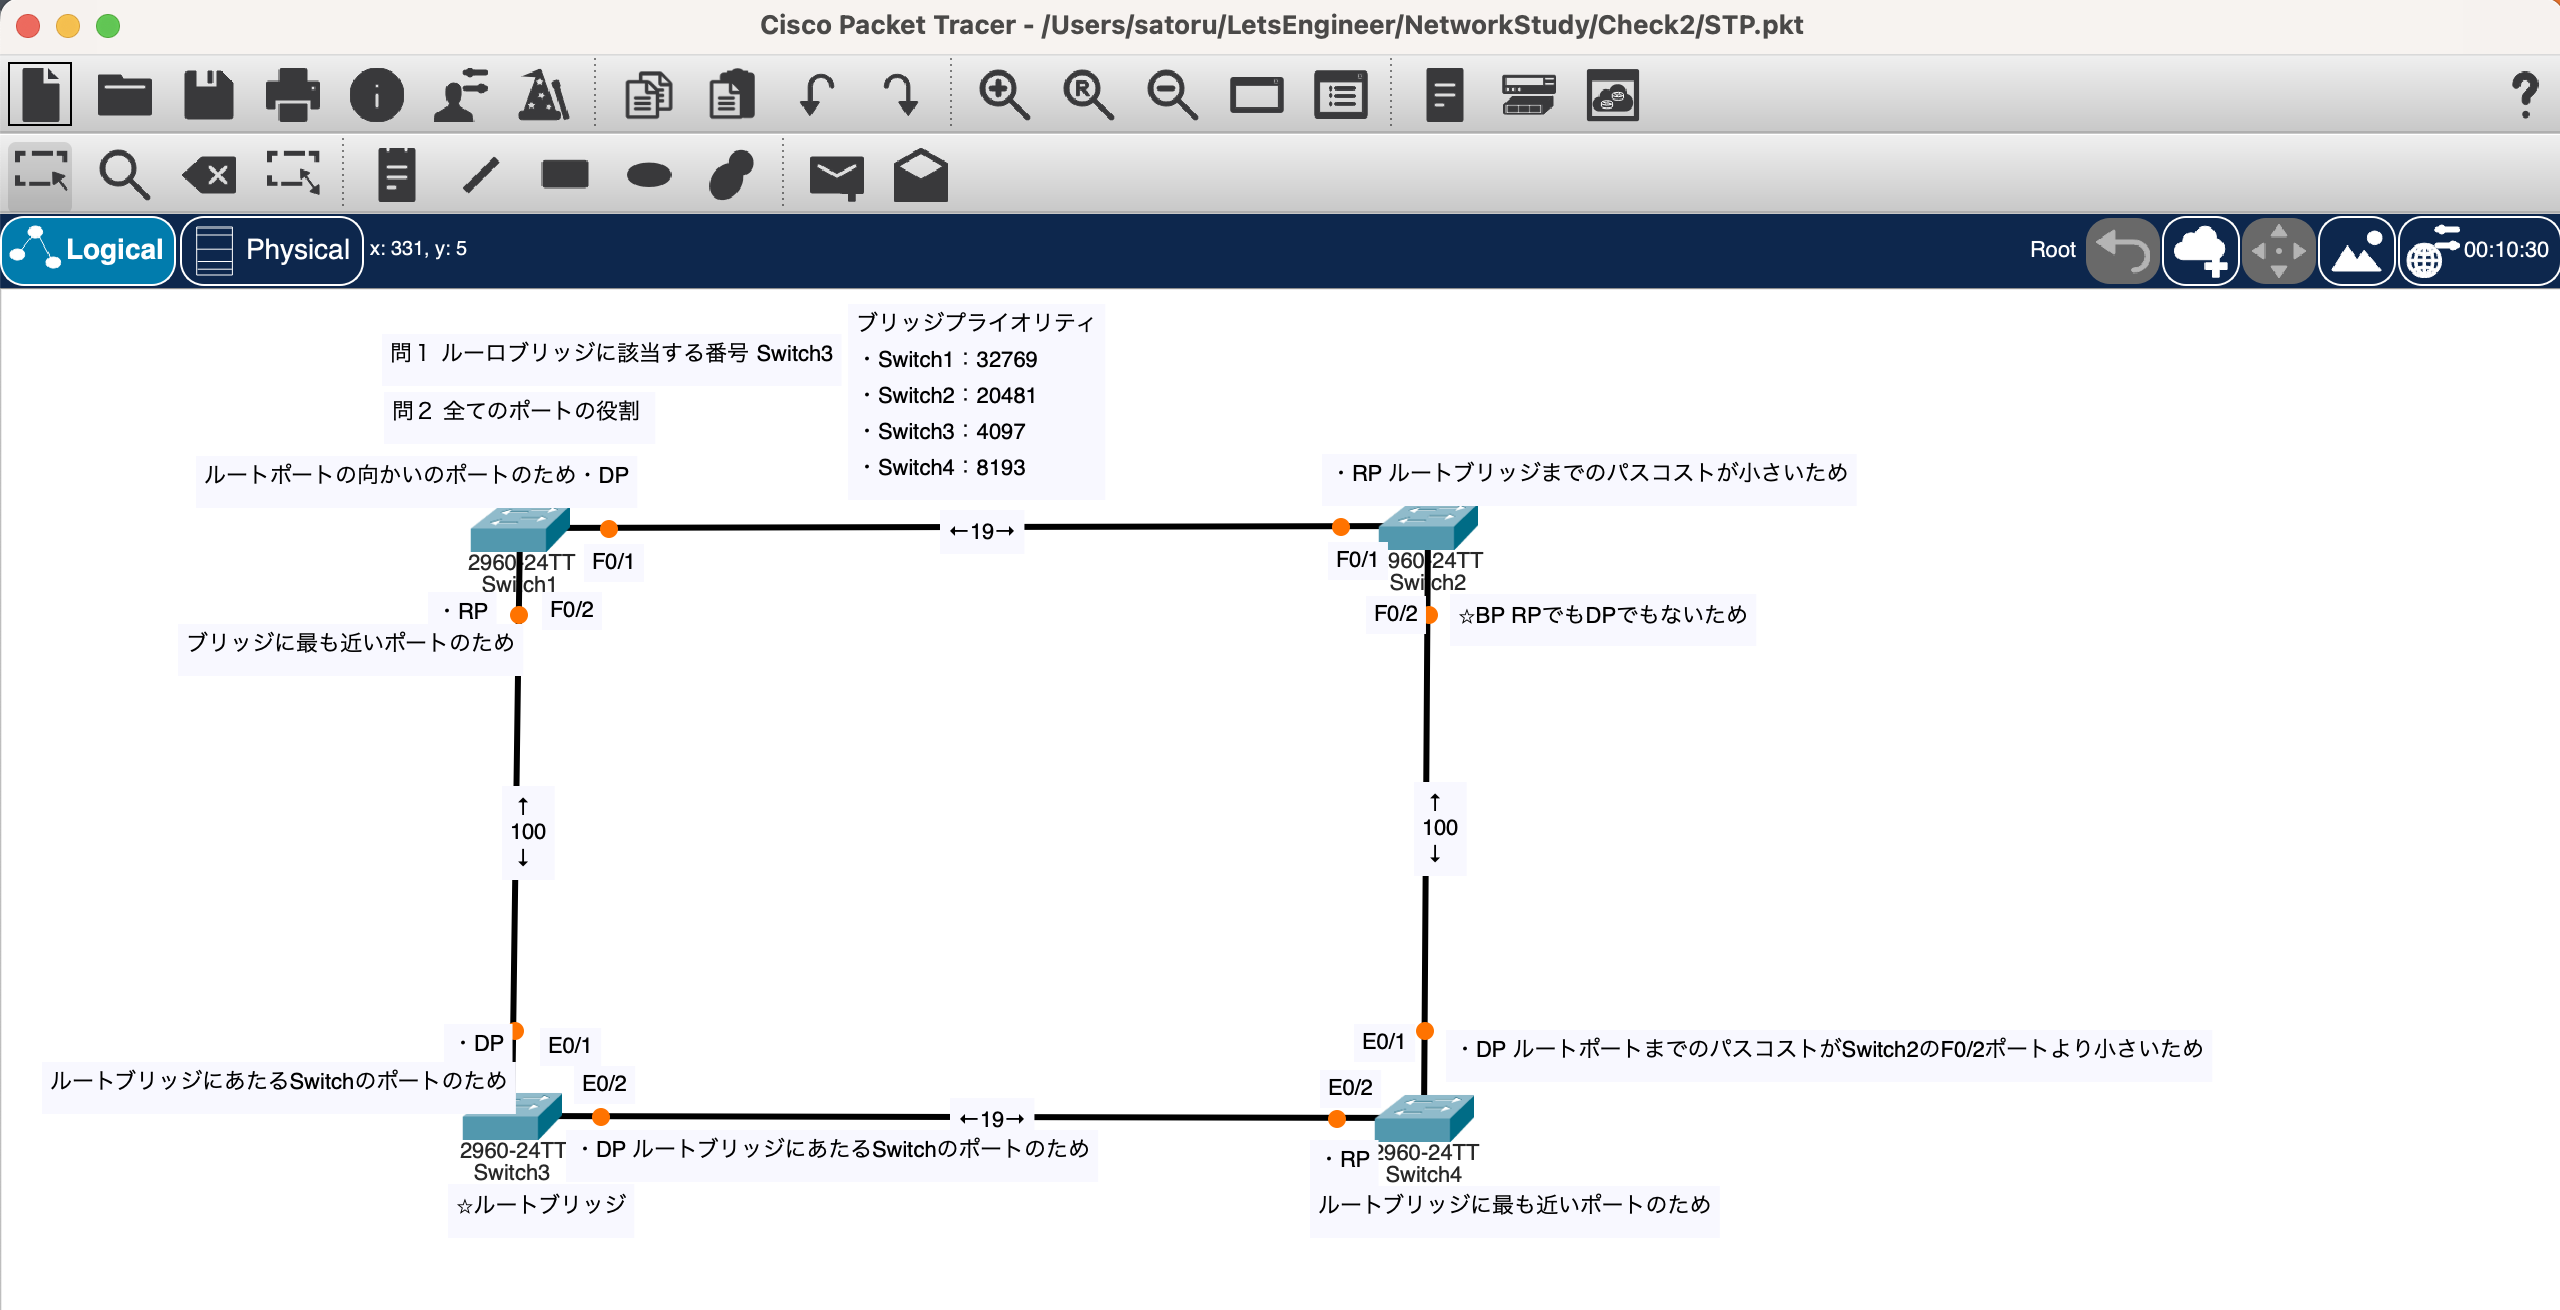 Cisco Packet Tracer - /Users/satoru/LetsEngineer/NetworkStudy/Check2/STP.pkt
Logical
Physical
x: 331, y: 5
Root
00:10:30
問１ ルーロブリッジに該当する番号 Switch3
問２ 全てのポートの役割
ブリッジプライオリティ
・Switch1：32769
・Switch2：20481
・Switch3：4097
・Switch4：8193
ルートポートの向かいのポートのため・DP
・RP ルートブリッジまでのパスコストが小さいため
←19→
2960-24TT
Switch1
F0/1
F0/1
960-24TT
Switch2
・RP
F0/2
ブリッジに最も近いポートのため
F0/2
☆BP RPでもDPでもないため
↑
100
↓
↑
100
↓
・DP
E0/1
ルートブリッジにあたるSwitchのポートのため
E0/2
E0/1
・DP ルートポートまでのパスコストがSwitch2のF0/2ポートより小さいため
E0/2
←19→
2960-24TT
Switch3
・DP ルートブリッジにあたるSwitchのポートのため
☆ルートブリッジ
・RP
2960-24TT
Switch4
ルートブリッジに最も近いポートのため